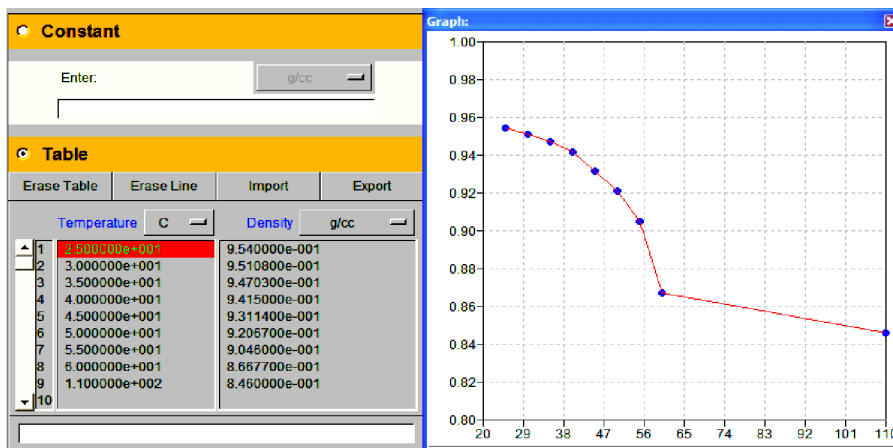 Constant
Enter: g/cc
Table
Erase Table Erase Line Import Export
Temperature C Density g/cc
1 2.500000e+001 9.540000e-001
2 3.000000e+001 9.510800e-001
3 3.500000e+001 9.470300e-001
4 4.000000e+001 9.415000e-001
5 4.500000e+001 9.311400e-001
6 5.000000e+001 9.206700e-001
7 5.500000e+001 9.046000e-001
8 6.000000e+001 8.667700e-001
9 1.100000e+002 8.460000e-001
10
Graph:
1.00
0.98
0.96
0.94
0.92
0.90
0.88
0.86
0.84
0.82
0.80
20 29 38 47 56 65 74 83 92 101 110